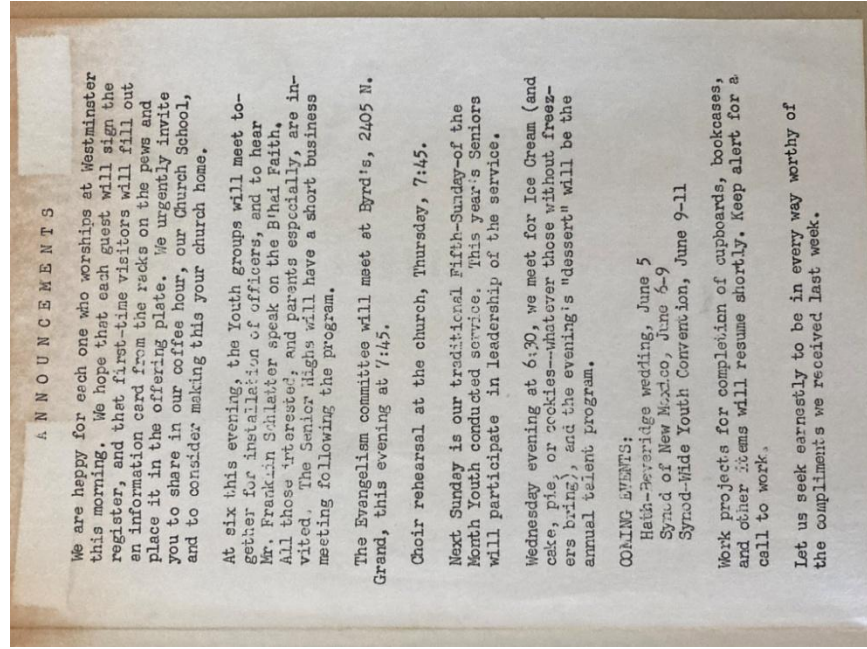 A N N O U N C E M E N T S
We are happy for each one who worships at Westminster
this morning. We hope that each guest will sign the
register, and that first-time visitors will fill out
an information card from the racks on the pews and
place it in the offering plate. We urgently invite
you to share in our coffee hour, our Church School,
and to consider making this your church home.
At six this evening, the Youth groups will meet to-
gether for installation of officers, and to hear
Mr. Franklin Schlatter speak on the B'hai Faith.
All those interested, and parants especially, are in-
vited. The Senior Highs will have a short business
meeting following the program.
The Evangelism committee will meet at Byrd's, 2405 N.
Grand, this evening at 7:45.
Choir rehearsal at the church, Thursday, 7:45.
Next Sunday is our traditional Fifth-Sunday-of the
Month Youth conducted service. This year's Seniors
will participate in leadership of the service.
Wednesday evening at 6:30, we meet for Ice Cream (and
cake, pie, or cookies--whatever those without freez-
ers bring), and the evening's "dessert" will be the
annual talent program.
COMING EVENTS:
Hath-Beveridge wedding, June 5
Synod of New Mexico, June 6-9
Synod-Wide Youth Convention, June 9-11
Work projects for completion of cupboards, bookcases,
and other items will resume shortly. Keep alert for a
call to work.
Let us seek earnestly to be in every way worthy of
the compliments we received last week.